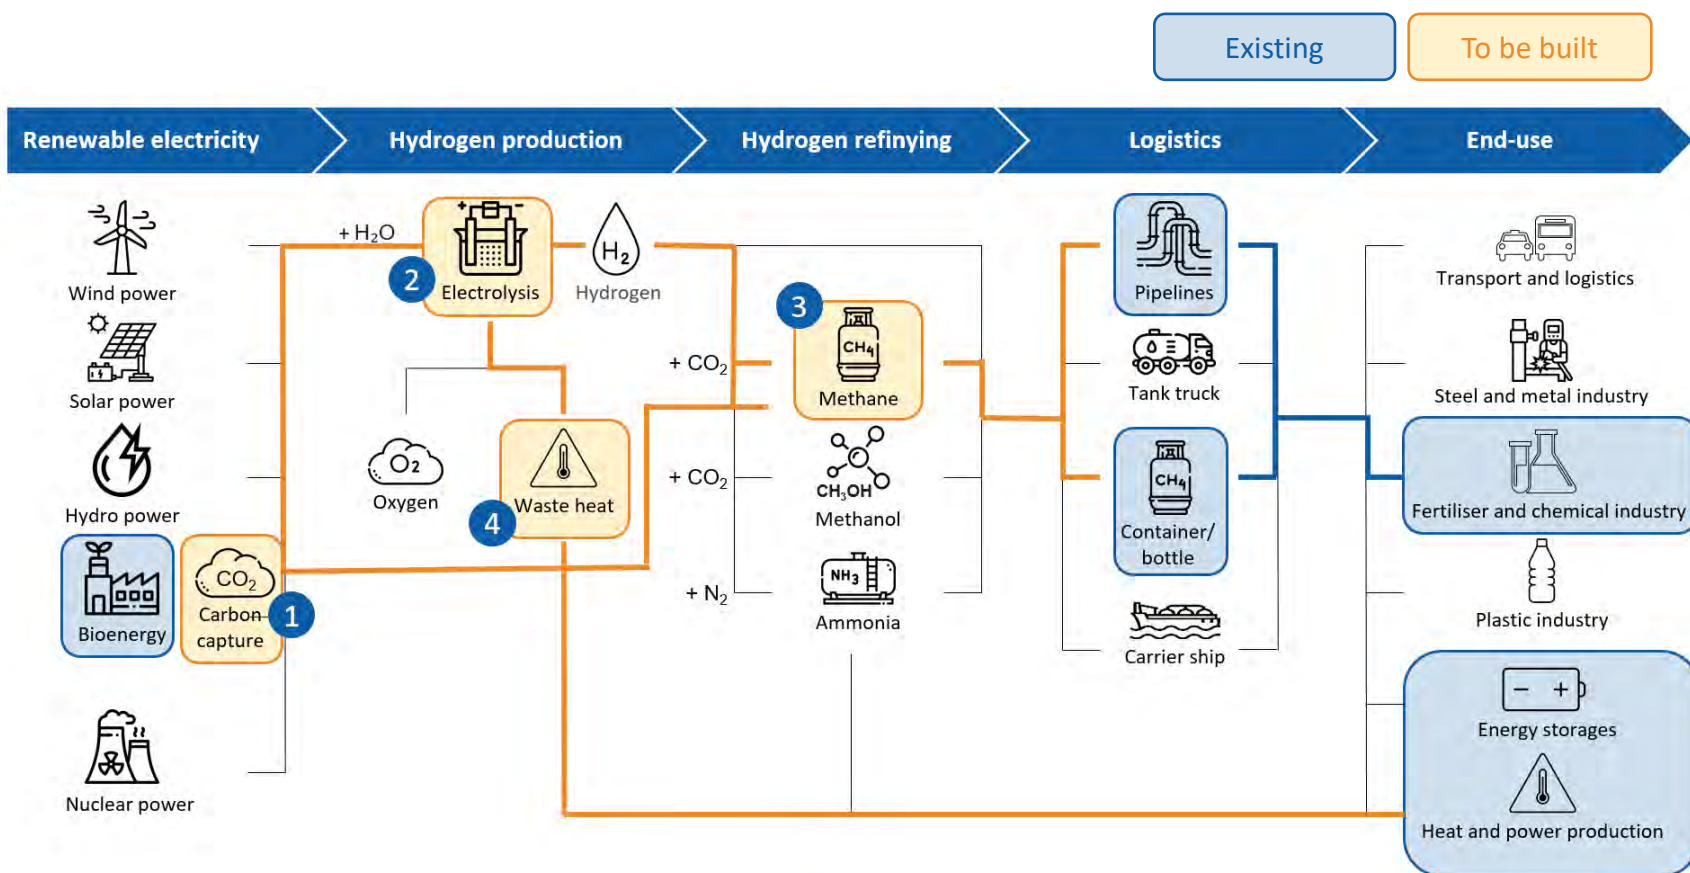 Existing
To be built
Renewable electricity
Hydrogen production
Hydrogen refinying
Logistics
End-use
Wind power
Solar power
Hydro power
Bioenergy
CO2
Carbon
capture
1
Nuclear power
+ H2O
+ −
2
Electrolysis
H2
Hydrogen
O2
Oxygen
4
Waste heat
3
+ CO2
CH4
Methane
+ CO2
CH3OH
Methanol
+ N2
NH3
Ammonia
Pipelines
Tank truck
CH4
Container/
bottle
Carrier ship
Transport and logistics
Steel and metal industry
Fertiliser and chemical industry
Plastic industry
− +
Energy storages
Heat and power production